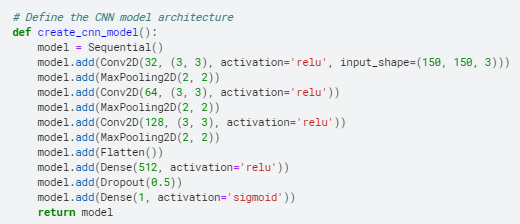 # Define the CNN model architecture
def create_cnn_model():
    model = Sequential()
    model.add(Conv2D(32, (3, 3), activation='relu', input_shape=(150, 150, 3)))
    model.add(MaxPooling2D(2, 2))
    model.add(Conv2D(64, (3, 3), activation='relu'))
    model.add(MaxPooling2D(2, 2))
    model.add(Conv2D(128, (3, 3), activation='relu'))
    model.add(MaxPooling2D(2, 2))
    model.add(Flatten())
    model.add(Dense(512, activation='relu'))
    model.add(Dropout(0.5))
    model.add(Dense(1, activation='sigmoid'))
    return model